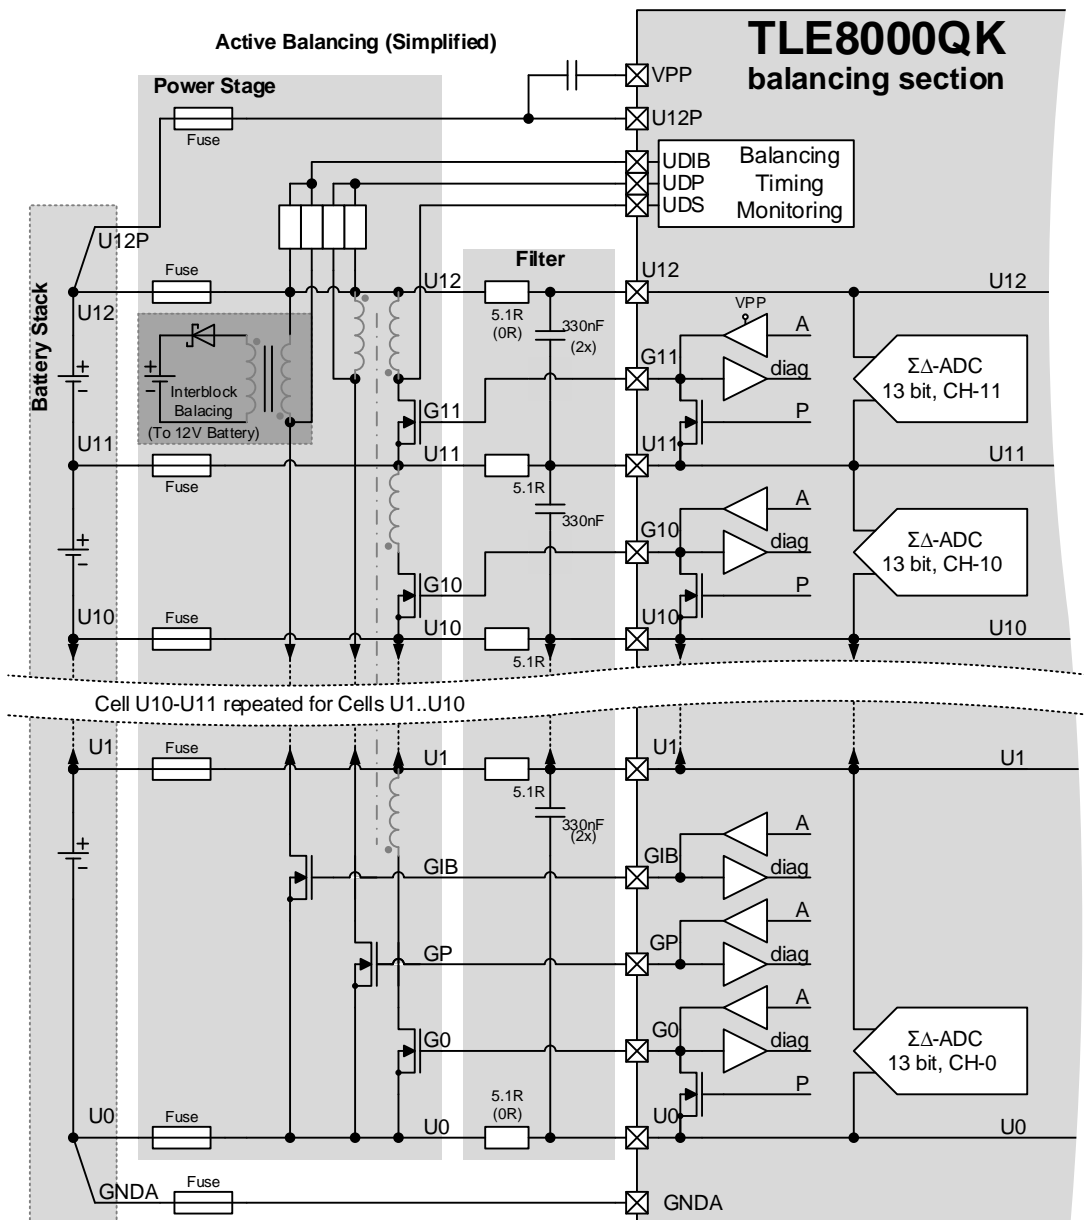 Active Balancing (Simplified)
TLE8000QK
balancing section
Power Stage
VPP
Fuse
U12P
UDIB
UDP
UDS
Balancing
Timing
Monitoring
U12P
Battery Stack
Filter
Fuse
U12
U12
U12
U12
5.1R
(0R)
330nF
(2x)
VPP
A
G11
diag
ΣΔ-ADC
13 bit, CH-11
Interblock
Balacing
(To 12V Battery)
G11
P
U11
U11
U11
U11
Fuse
5.1R
330nF
A
G10
diag
ΣΔ-ADC
13 bit, CH-10
G10
P
U10
Fuse
U10
U10
U10
5.1R
Cell U10-U11 repeated for Cells U1..U10
U1
Fuse
U1
U1
U1
5.1R
330nF
(2x)
A
GIB
GIB
diag
A
GP
GP
diag
A
G0
G0
diag
ΣΔ-ADC
13 bit, CH-0
P
5.1R
(0R)
U0
Fuse
U0
U0
U0
GNDA
Fuse
GNDA